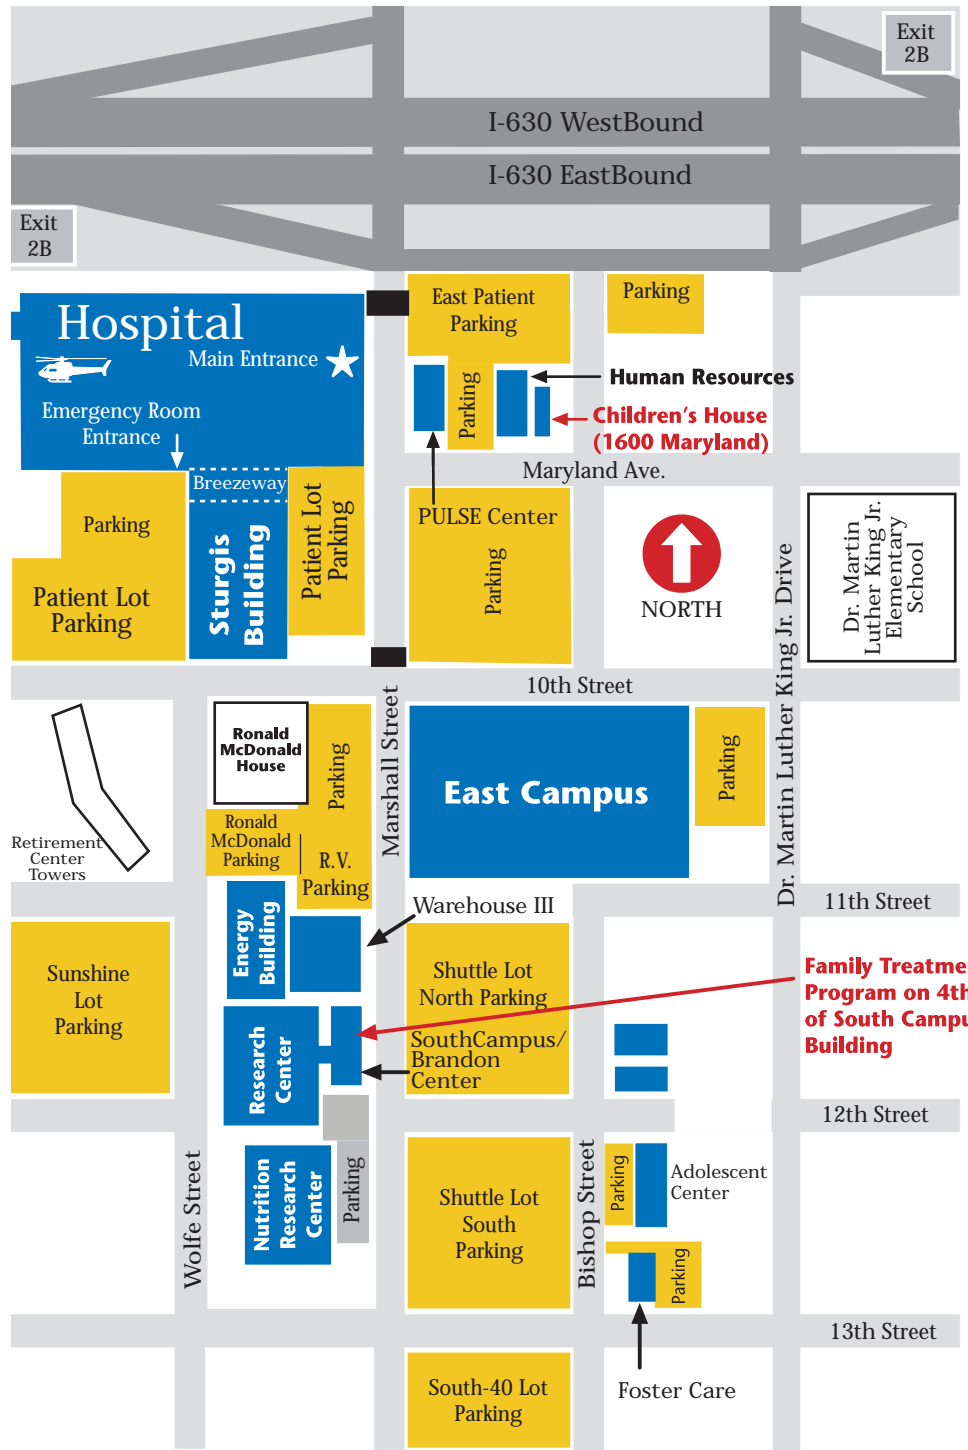 Exit
2B
I-630 WestBound
I-630 EastBound
Exit
2B
East Patient
Parking
Parking
Hospital
Main Entrance
Emergency Room
Entrance
Parking
Human Resources
Children's House
(1600 Maryland)
Maryland Ave.
Breezeway
Parking
Patient Lot
Parking
Sturgis
Building
Patient Lot
Parking
PULSE Center
Parking
NORTH
Dr. Martin
Luther King Jr.
Elementary
School
Dr. Martin Luther King Jr. Drive
10th Street
Ronald
McDonald
House
Parking
Marshall Street
East Campus
Parking
Retirement
Center
Towers
Ronald
McDonald
Parking
R.V.
Parking
11th Street
Energy
Building
Warehouse III
Sunshine
Lot
Parking
Shuttle Lot
North Parking
Family Treatme
Program on 4th
of South Campu
Building
Research
Center
SouthCampus/
Brandon
Center
12th Street
Wolfe Street
Nutrition
Research
Center
Parking
Shuttle Lot
South
Parking
Bishop Street
Parking
Adolescent
Center
Parking
13th Street
South-40 Lot
Parking
Foster Care